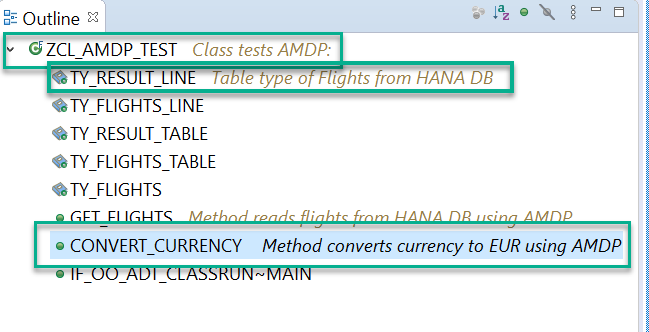 Outline
ZCL_AMDP_TEST Class tests AMDP:
TY_RESULT_LINE Table type of Flights from HANA DB
TY_FLIGHTS_LINE
TY_RESULT_TABLE
TY_FLIGHTS_TABLE
TY_FLIGHTS
GET_FLIGHTS Method reads flights from HANA DB using AMDP
CONVERT_CURRENCY Method converts currency to EUR using AMDP
IF_OO_ADT_CLASSRUN~MAIN